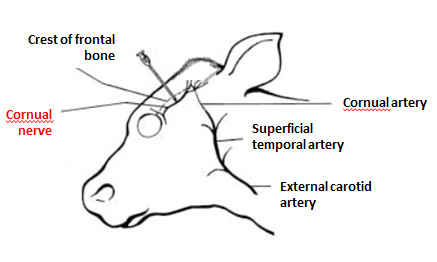 Crest of frontal
bone
Cornual artery
Cornual
nerve
Superficial
temporal artery
External carotid
artery